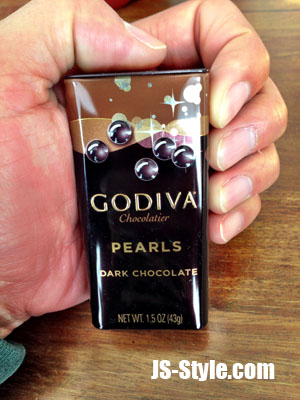 GODIVA
Chocolatier
PEARLS
DARK CHOCOLATE
NET WT. 1.5 OZ (43g)
JS-Style.com